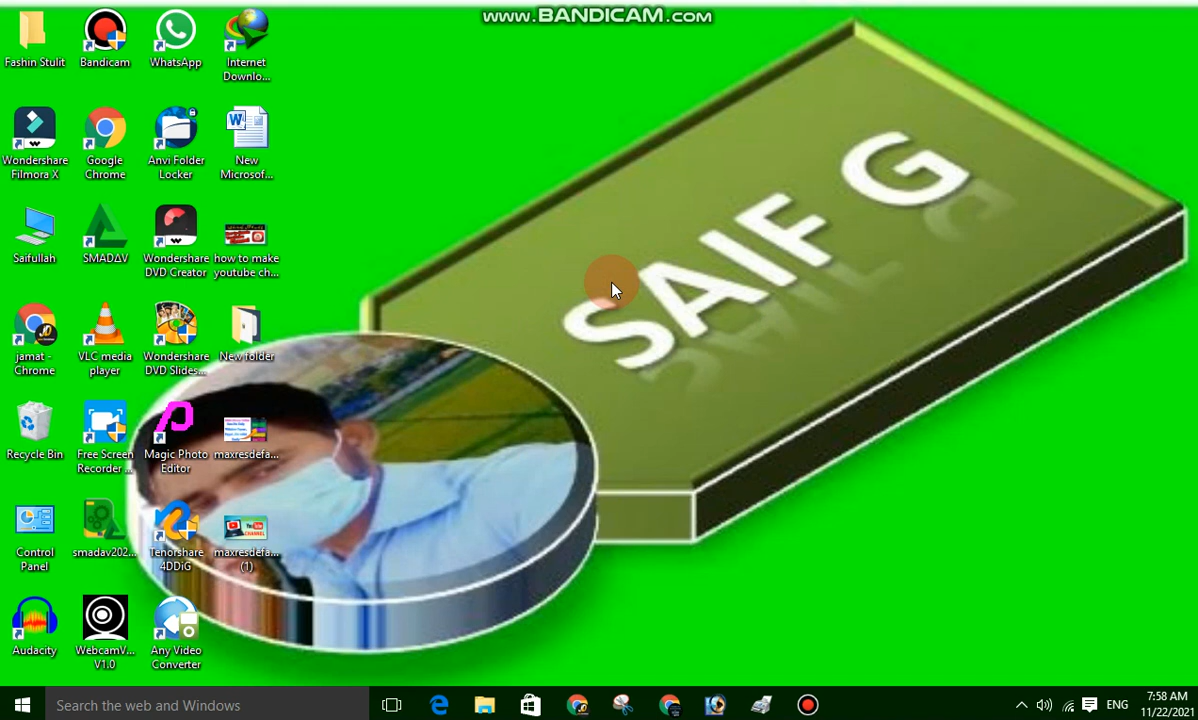 www.BANDICAM.com
Fashin Stulit
Bandicam
WhatsApp
Internet
Downlo...
Wondershare
Filmora X
Google
Chrome
Anvi Folder
Locker
New
Microsof...
Saifullah
SMADΔV
Wondershare
DVD Creator
how to make
youtube ch...
jamat -
Chrome
VLC media
player
Wondershare
DVD Slides...
New folder
Recycle Bin
Free Screen
Recorder ...
Magic Photo
Editor
maxresdefa...
Control
Panel
smadav202...
Tenorshare
4DDiG
maxresdefa...
(1)
Audacity
WebcamV...
V1.0
Any Video
Converter
SAIF G
Search the web and Windows
ENG
7:58 AM
11/22/2021